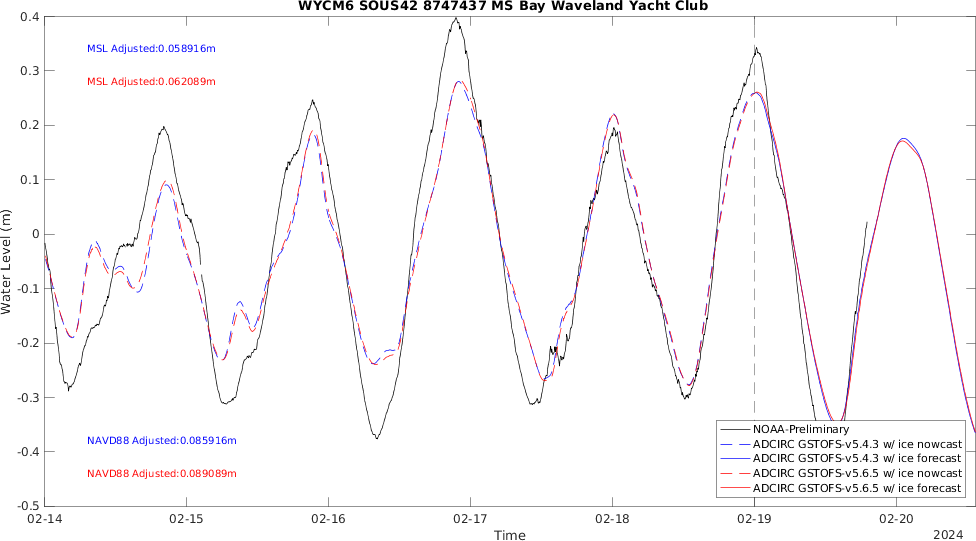 WYCM6 SOUS42 8747437 MS Bay Waveland Yacht Club
0.4
0.3
0.2
0.1
0
-0.1
-0.2
-0.3
-0.4
-0.5
Water Level (m)
MSL Adjusted:0.058916m
MSL Adjusted:0.062089m
NAVD88 Adjusted:0.085916m
NAVD88 Adjusted:0.089089m
NOAA-Preliminary
ADCIRC GSTOFS-v5.4.3 w/ ice nowcast
ADCIRC GSTOFS-v5.4.3 w/ ice forecast
ADCIRC GSTOFS-v5.6.5 w/ ice nowcast
ADCIRC GSTOFS-v5.6.5 w/ ice forecast
02-14 02-15 02-16 02-17 02-18 02-19 02-20
Time
2024